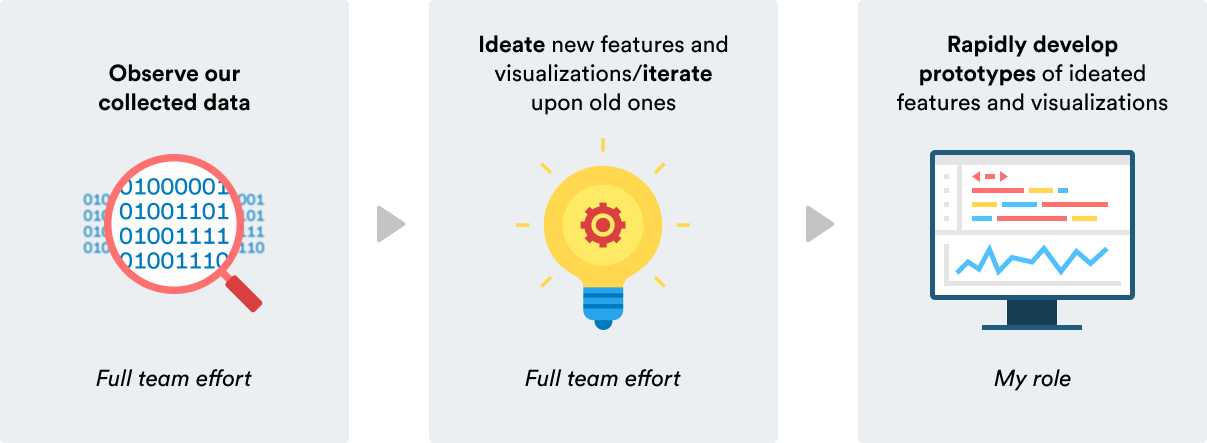 Observe our
collected data
01000001
01001101
01001111
01001110
010
010
010
010
001
101
111
110
Full team effort
Ideate new features and
visualizations/iterate
upon old ones
Full team effort
Rapidly develop
prototypes of ideated
features and visualizations
My role